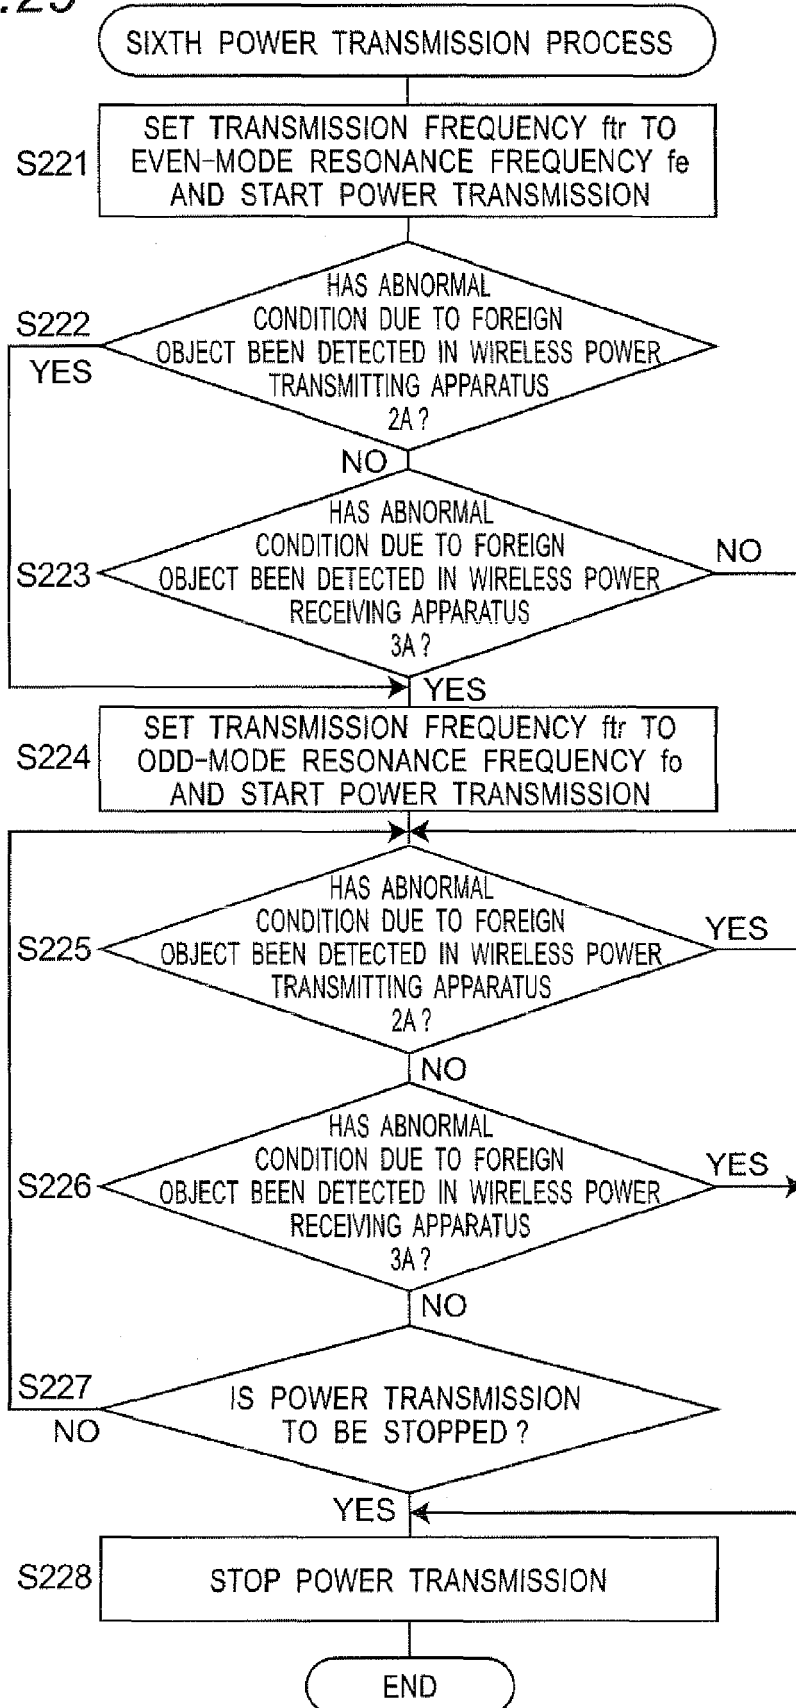 SIXTH POWER TRANSMISSION PROCESS
S221
SET TRANSMISSION FREQUENCY ftr TO
EVEN-MODE RESONANCE FREQUENCY fe
AND START POWER TRANSMISSION
S222
HAS ABNORMAL
CONDITION DUE TO FOREIGN
OBJECT BEEN DETECTED IN WIRELESS POWER
TRANSMITTING APPARATUS
2A?
YES
NO
S223
HAS ABNORMAL
CONDITION DUE TO FOREIGN
OBJECT BEEN DETECTED IN WIRELESS POWER
RECEIVING APPARATUS
3A?
NO
YES
S224
SET TRANSMISSION FREQUENCY ftr TO
ODD-MODE RESONANCE FREQUENCY fo
AND START POWER TRANSMISSION
S225
HAS ABNORMAL
CONDITION DUE TO FOREIGN
OBJECT BEEN DETECTED IN WIRELESS POWER
TRANSMITTING APPARATUS
2A?
YES
NO
S226
HAS ABNORMAL
CONDITION DUE TO FOREIGN
OBJECT BEEN DETECTED IN WIRELESS POWER
RECEIVING APPARATUS
3A?
YES
NO
S227
IS POWER TRANSMISSION
TO BE STOPPED?
NO
YES
S228
STOP POWER TRANSMISSION
END